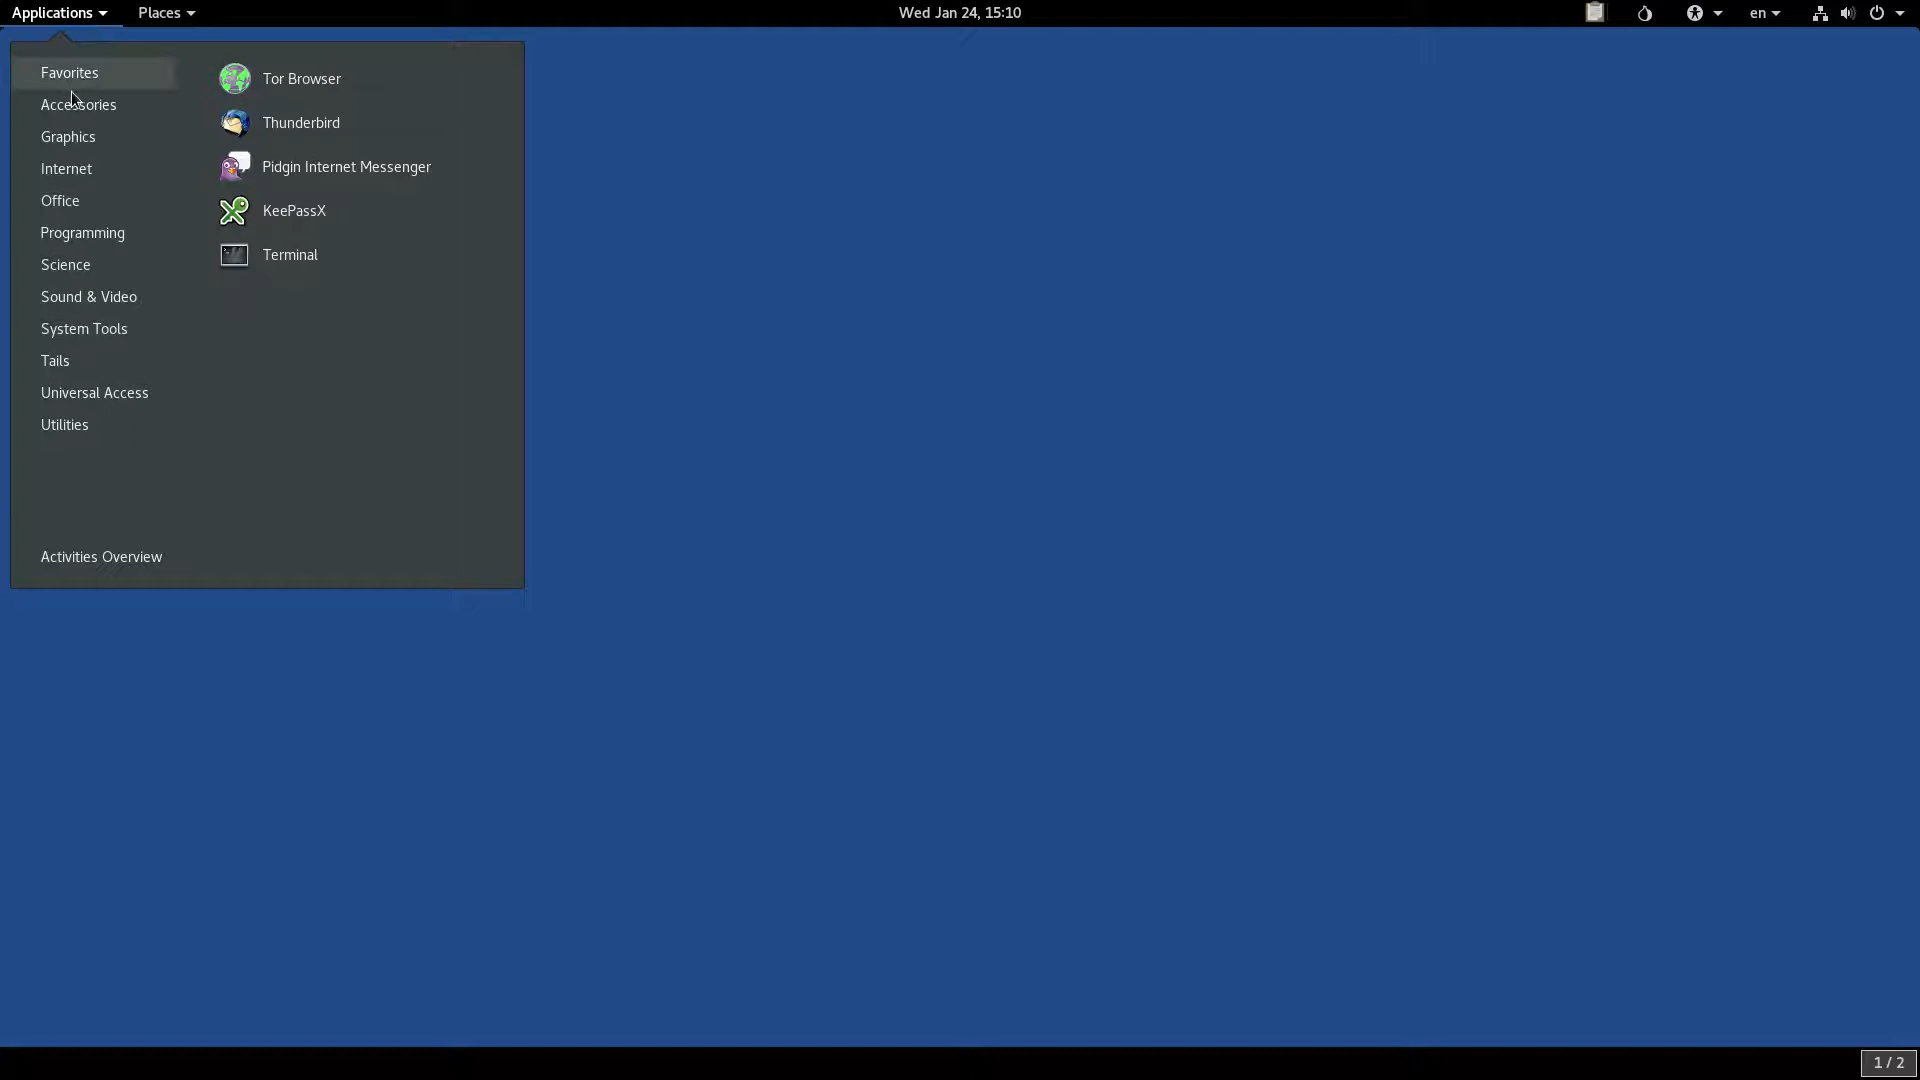 Applications Places Wed Jan 24, 15:10 en
Favorites
Accessories
Graphics
Internet
Office
Programming
Science
Sound & Video
System Tools
Tails
Universal Access
Utilities
Activities Overview
Tor Browser
Thunderbird
Pidgin Internet Messenger
KeePassX
Terminal
1 / 2